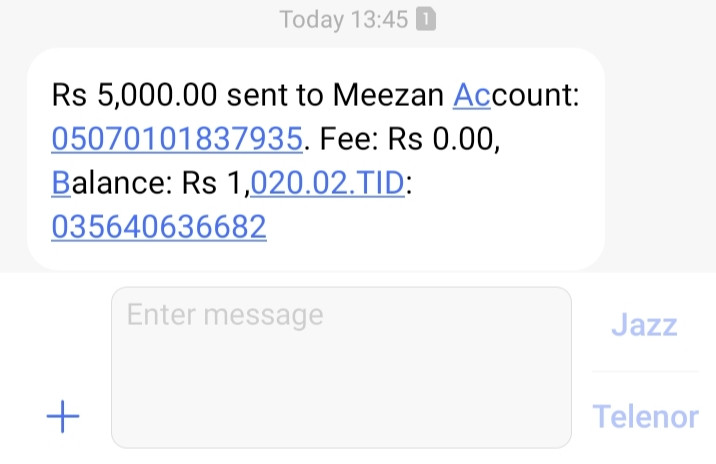 Today 13:45 1
Rs 5,000.00 sent to Meezan Account:
05070101837935. Fee: Rs 0.00,
Balance: Rs 1,020.02.TID:
035640636682
Enter message
Jazz
Telenor